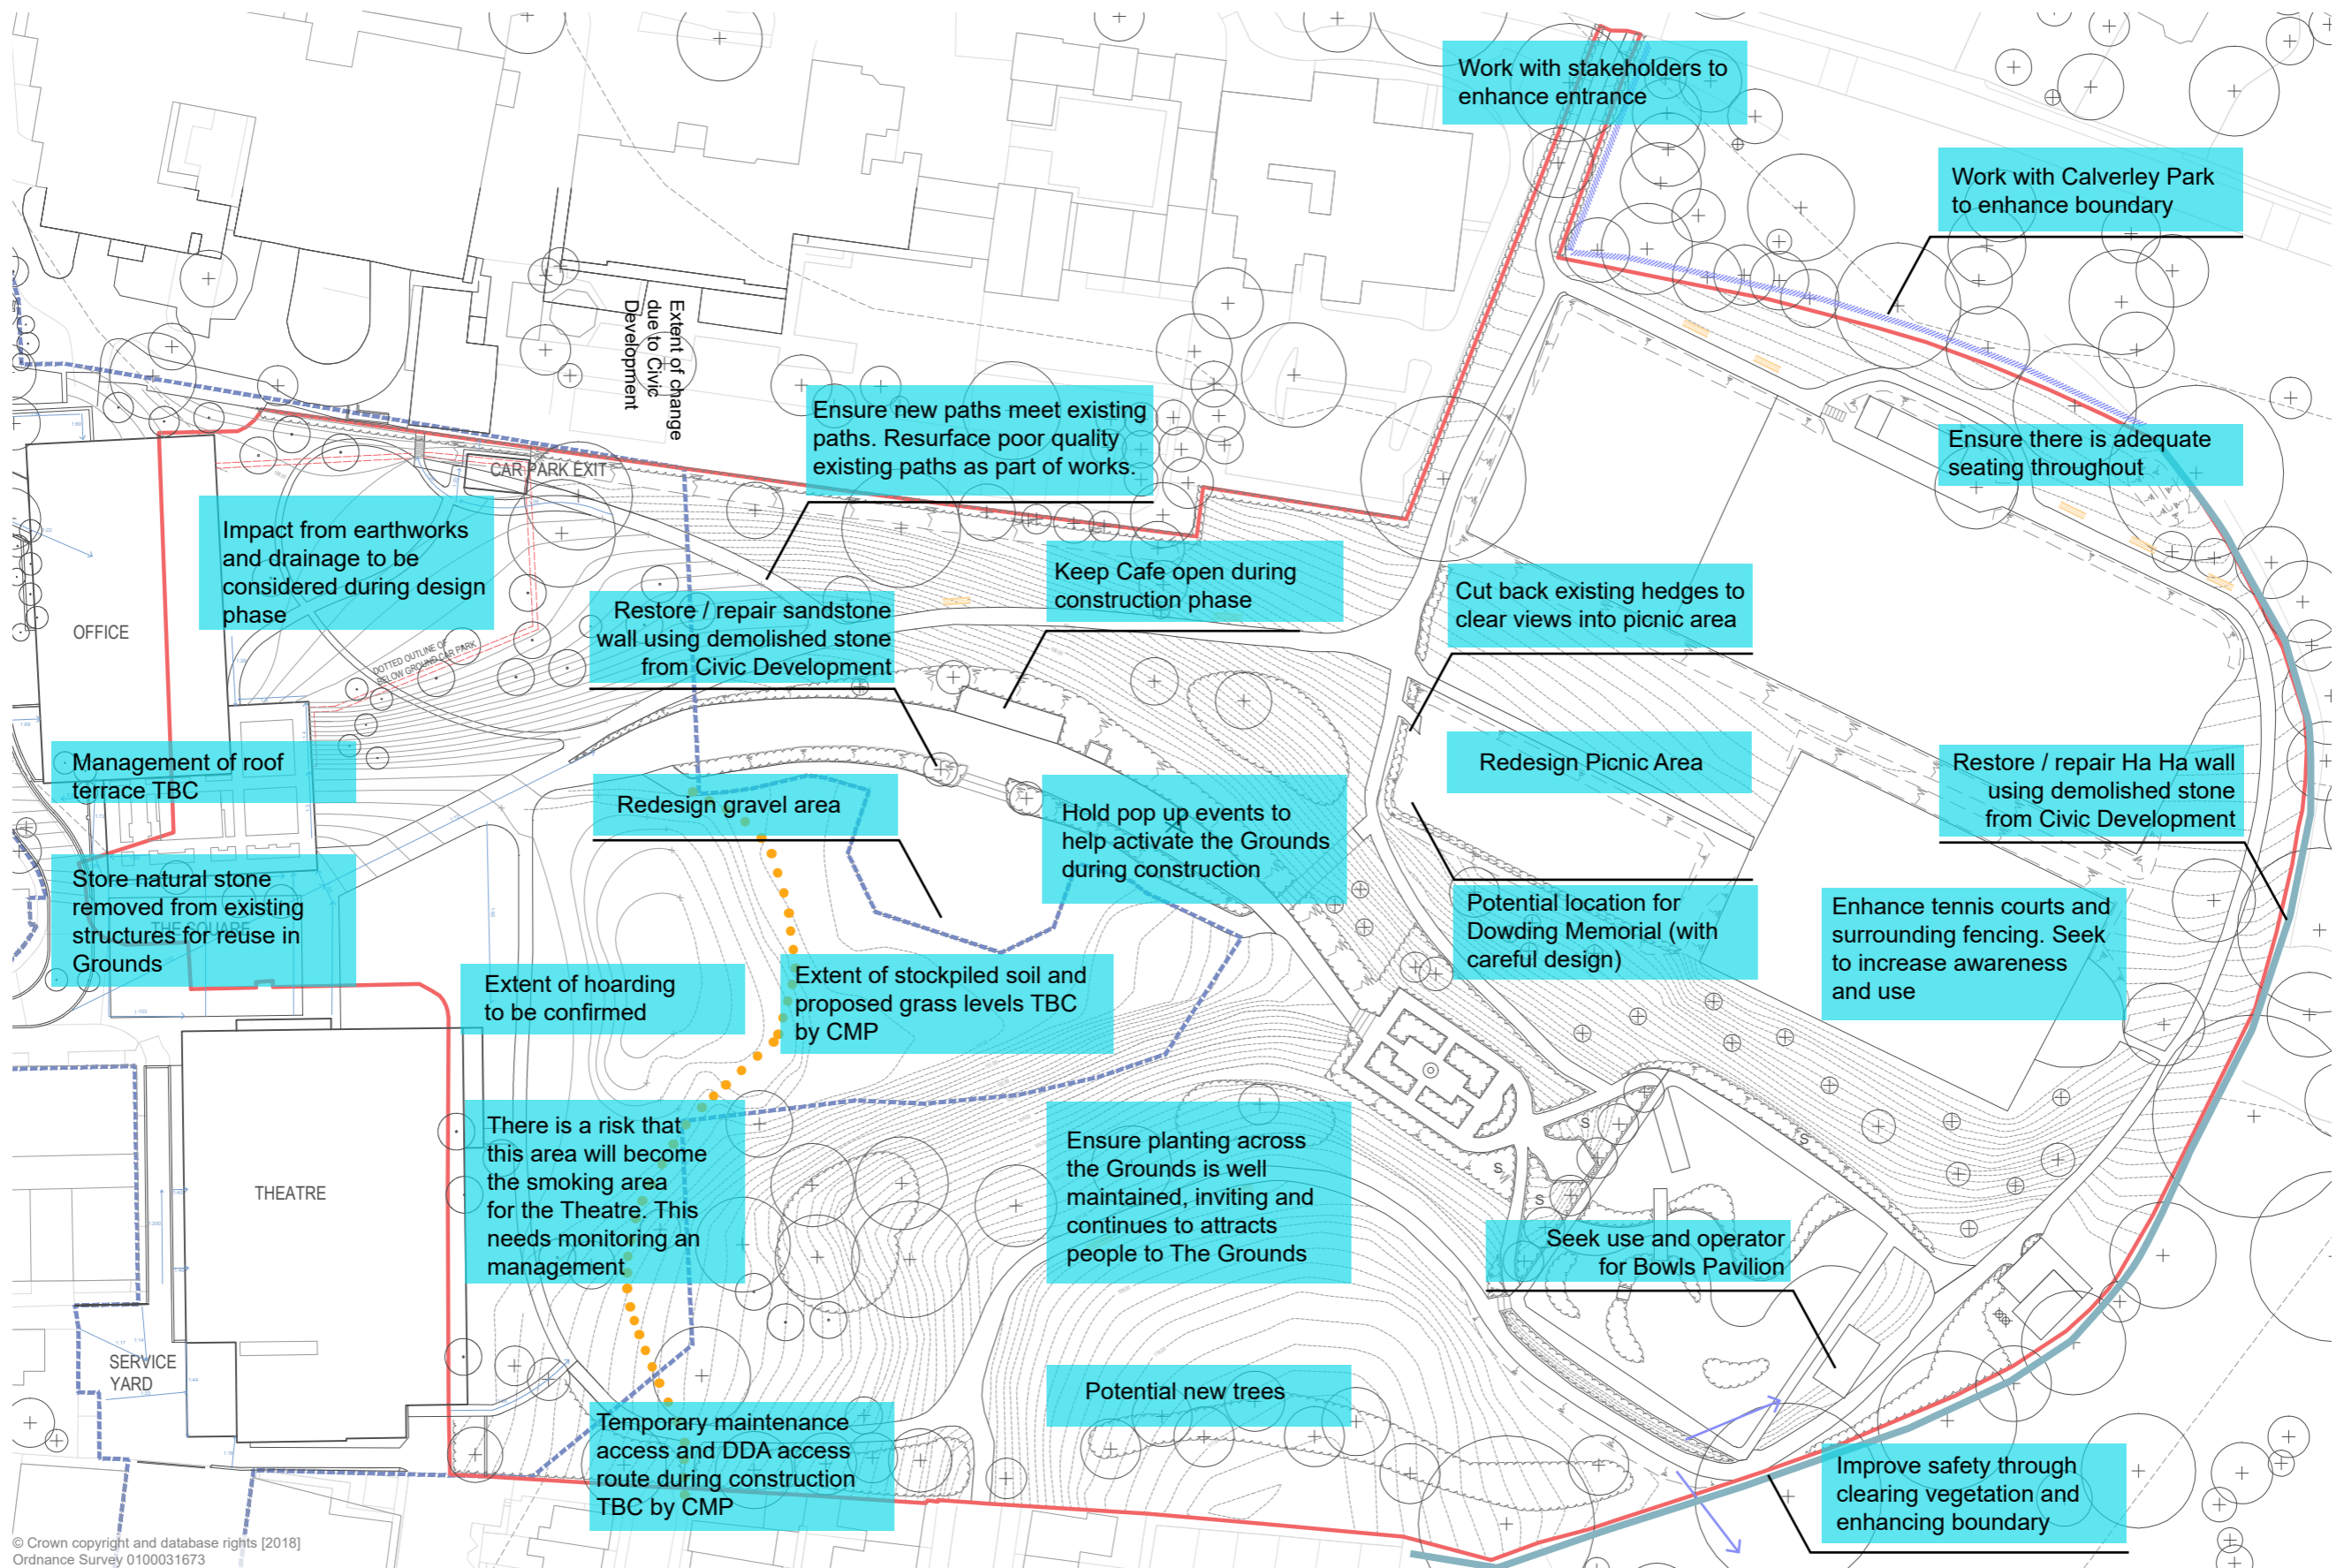 Work with stakeholders to
enhance entrance
Work with Calverley Park
to enhance boundary
Extent of change
due to Civic
Development
Ensure new paths meet existing
paths. Resurface poor quality
existing paths as part of works.
Ensure there is adequate
seating throughout
CAR PARK EXIT
Impact from earthworks
and drainage to be
considered during design
phase
Keep Cafe open during
construction phase
Cut back existing hedges to
clear views into picnic area
OFFICE
Restore / repair sandstone
wall using demolished stone
from Civic Development
DOTTED OUTLINE OF
BELOW GROUND CAR PARK
Management of roof
terrace TBC
Redesign gravel area
Redesign Picnic Area
Restore / repair Ha Ha wall
using demolished stone
from Civic Development
Hold pop up events to
help activate the Grounds
during construction
Store natural stone
removed from existing
structures for reuse in
Grounds
THE SQUARE
Potential location for
Dowding Memorial (with
careful design)
Enhance tennis courts and
surrounding fencing. Seek
to increase awareness
and use
Extent of hoarding
to be confirmed
Extent of stockpiled soil and
proposed grass levels TBC
by CMP
There is a risk that
this area will become
the smoking area
for the Theatre. This
needs monitoring an
management
Ensure planting across
the Grounds is well
maintained, inviting and
continues to attracts
people to The Grounds
S
S
S
S
THEATRE
Seek use and operator
for Bowls Pavilion
SERVICE
YARD
Potential new trees
Temporary maintenance
access and DDA access
route during construction
TBC by CMP
Improve safety through
clearing vegetation and
enhancing boundary
© Crown copyright and database rights [2018]
Ordnance Survey 0100031673